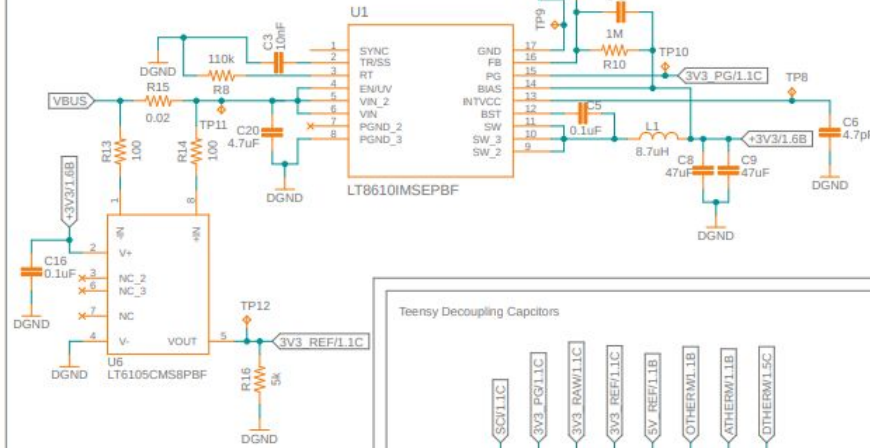 U1
TP9
1M
R10
TP10
3V3_PG/1.1C
TP8
C3
10nF
DGND
110k
R8
1
SYNC
2
TR/SS
3
RT
4
EN/UV
5
VIN_2
6
VIN
7
PGND_2
8
PGND_3
GND
17
FB
16
PG
15
BIAS
14
INTVCC
13
BST
12
SW
11
SW_3
10
SW_2
9
LT8610IMSEPBF
VBUS
R15
0.02
TP11
R13
100
R14
100
C20
4.7uF
DGND
C5
0.1uF
L1
8.7uH
+3V3/1.6B
C8
47uF
C9
47uF
DGND
C6
4.7p
DGND
+3V3/1.6B
C16
0.1uF
DGND
1
8
-IN
+IN
2
V+
3
NC_2
6
NC_3
7
NC
4
V-
VOUT
5
U6
LT6105CMS8PBF
DGND
TP12
3V3_REF/1.1C
R16
5k
DGND
Teensy Decoupling Capcitors
SCI/1.1C
3V3_PG/1.1C
3V3_RAW/1.1C
3V3_REF/1.1C
5V_REF/1.1B
OTHERM/1.1B
ATHERM/1.1B
DTHERM/1.5C